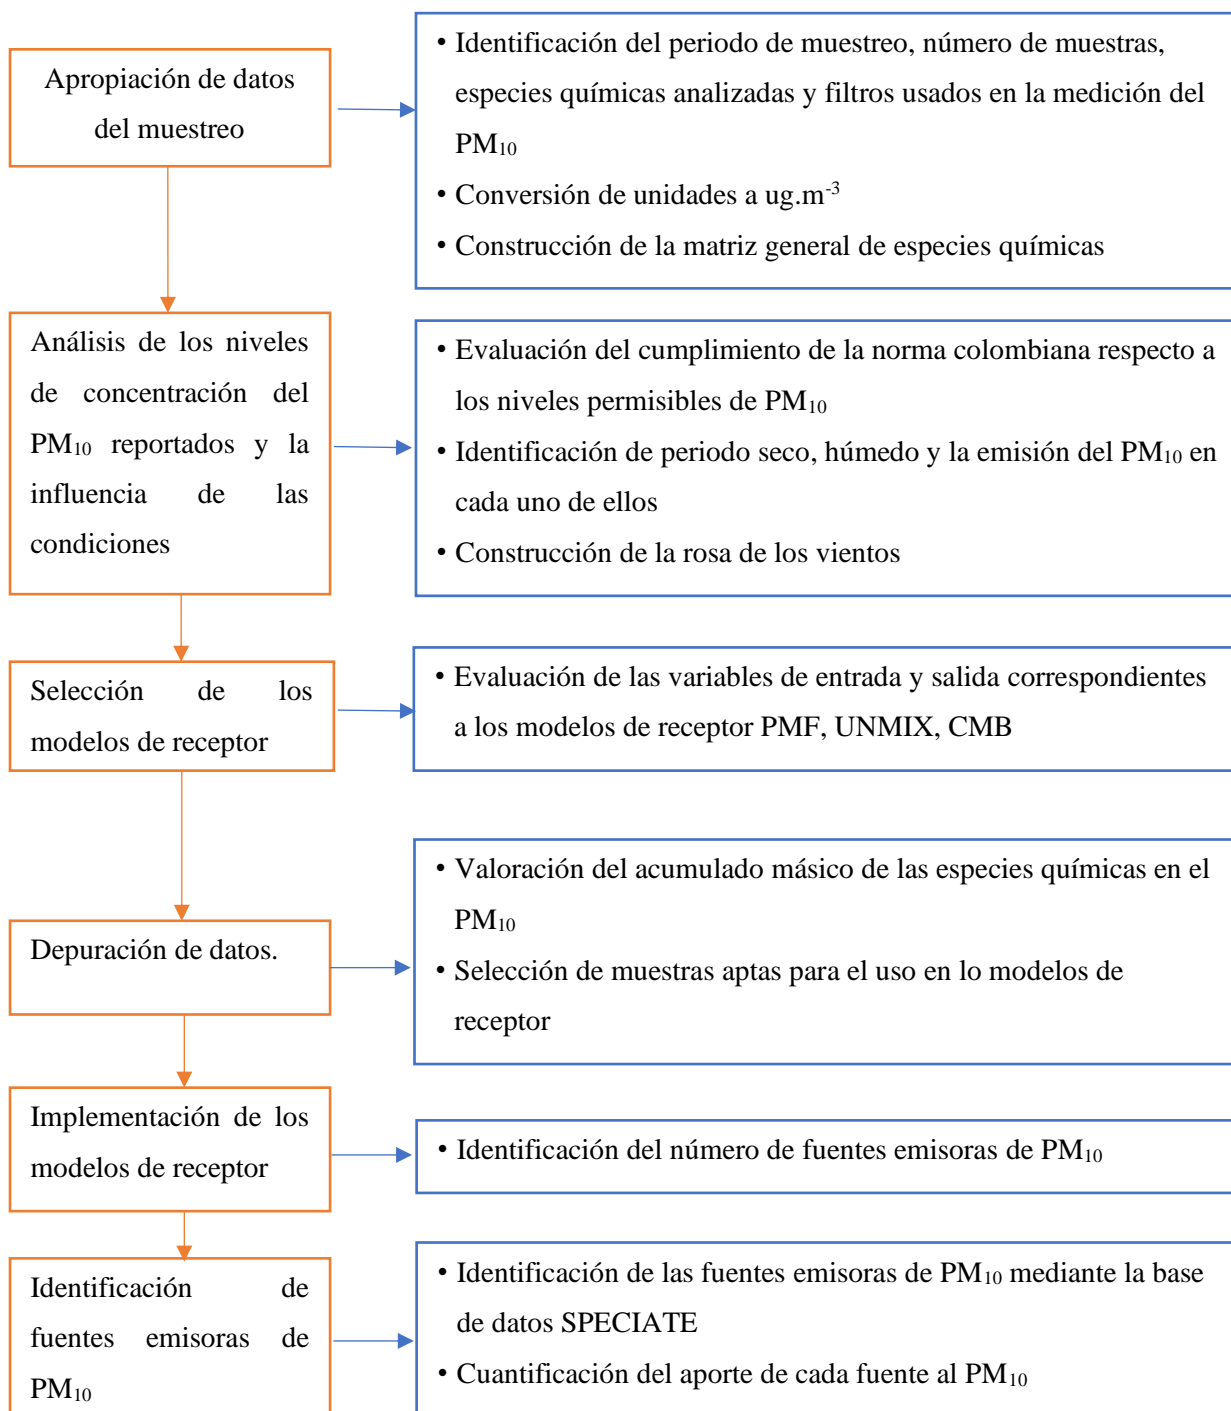 Apropiación de datos
del muestreo
• Identificación del periodo de muestreo, número de muestras,
especies químicas analizadas y filtros usados en la medición del
PM₁₀
• Conversión de unidades a ug.m⁻³
• Construcción de la matriz general de especies químicas
Análisis de los niveles
de concentración del
PM₁₀ reportados y la
influencia de las
condiciones
• Evaluación del cumplimiento de la norma colombiana respecto a
los niveles permisibles de PM₁₀
• Identificación de periodo seco, húmedo y la emisión del PM₁₀ en
cada uno de ellos
• Construcción de la rosa de los vientos
Selección de los
modelos de receptor
• Evaluación de las variables de entrada y salida correspondientes
a los modelos de receptor PMF, UNMIX, CMB
Depuración de datos.
• Valoración del acumulado másico de las especies químicas en el
PM₁₀
• Selección de muestras aptas para el uso en lo modelos de
receptor
Implementación de los
modelos de receptor
• Identificación del número de fuentes emisoras de PM₁₀
Identificación de
fuentes emisoras de
PM₁₀
• Identificación de las fuentes emisoras de PM₁₀ mediante la base
de datos SPECIATE
• Cuantificación del aporte de cada fuente al PM₁₀